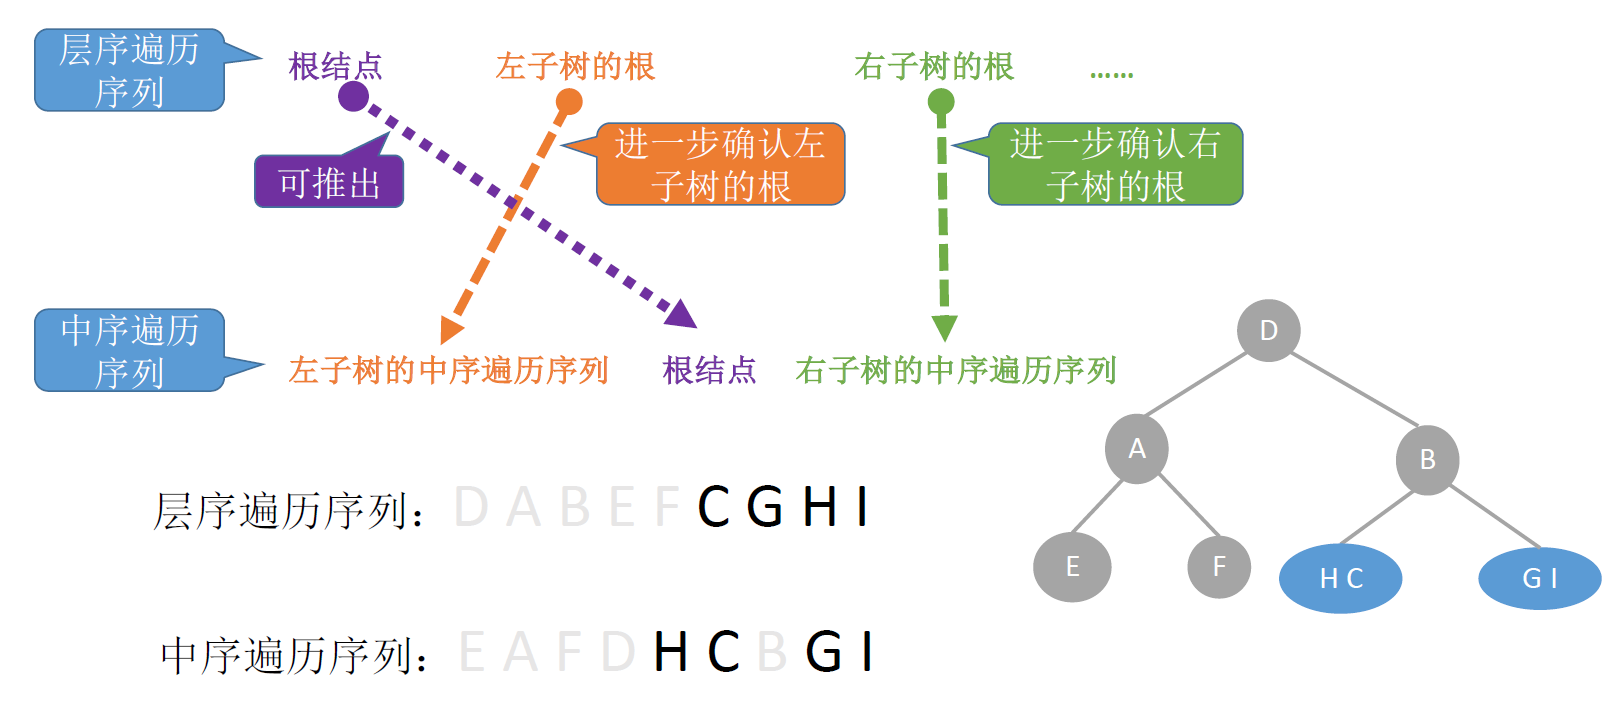 层序遍历
序列
根结点
左子树的根
右子树的根
……
可推出
进一步确认左
子树的根
进一步确认右
子树的根
中序遍历
序列
左子树的中序遍历序列
根结点
右子树的中序遍历序列
D
A
B
E
F
H C
G I
层序遍历序列：D A B E F C G H I
中序遍历序列：E A F D H C B G I